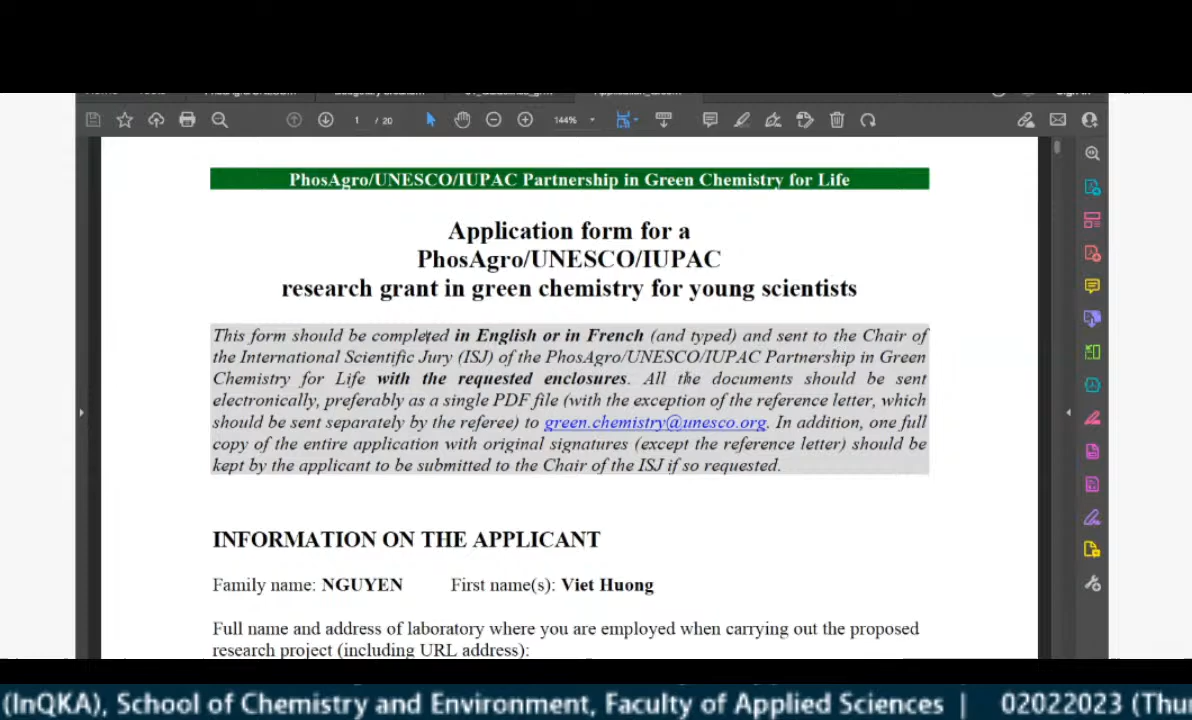 1 / 20
144%
PhosAgro/UNESCO/IUPAC Partnership in Green Chemistry for Life
Application form for a
PhosAgro/UNESCO/IUPAC
research grant in green chemistry for young scientists
This form should be completed in English or in French (and typed) and sent to the Chair of
the International Scientific Jury (ISJ) of the PhosAgro/UNESCO/IUPAC Partnership in Green
Chemistry for Life with the requested enclosures. All the documents should be sent
electronically, preferably as a single PDF file (with the exception of the reference letter, which
should be sent separately by the referee) to green.chemistry@unesco.org. In addition, one full
copy of the entire application with original signatures (except the reference letter) should be
kept by the applicant to be submitted to the Chair of the ISJ if so requested.
INFORMATION ON THE APPLICANT
Family name: NGUYEN First name(s): Viet Huong
Full name and address of laboratory where you are employed when carrying out the proposed
research project (including URL address):
(InQKA), School of Chemistry and Environment, Faculty of Applied Sciences | 02022023 (Thu